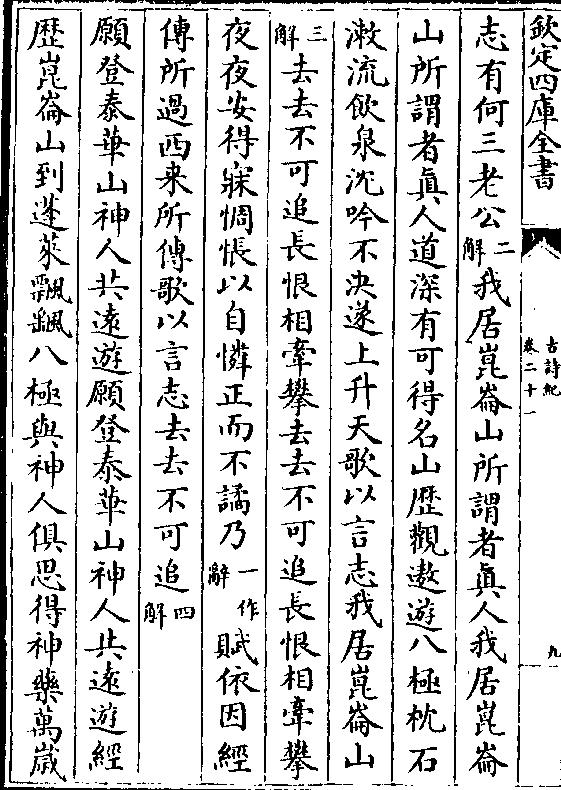 欽定四庫全書
古詩紀
卷二十一
九
志有何三老公二解我居崑崙山所謂者真人我居崑崙
山所謂者真人道深有可得名山歷觀遨遊八極枕石
漱流飲泉沈吟不決遂上升天歌以言志我居崑崙山
三解去去不可追長恨相牽攀去去不可追長恨相牽攀
夜夜安得寐惆悵以自憐正而不譎乃一作辭賦依因經
傳所過西来所傳歌以言志去去不可追四解
願登泰華山神人共遠遊願登泰華山神人共遠遊經
歷崑崙山到蓬萊飄飖八極與神人俱思得神藥萬歲